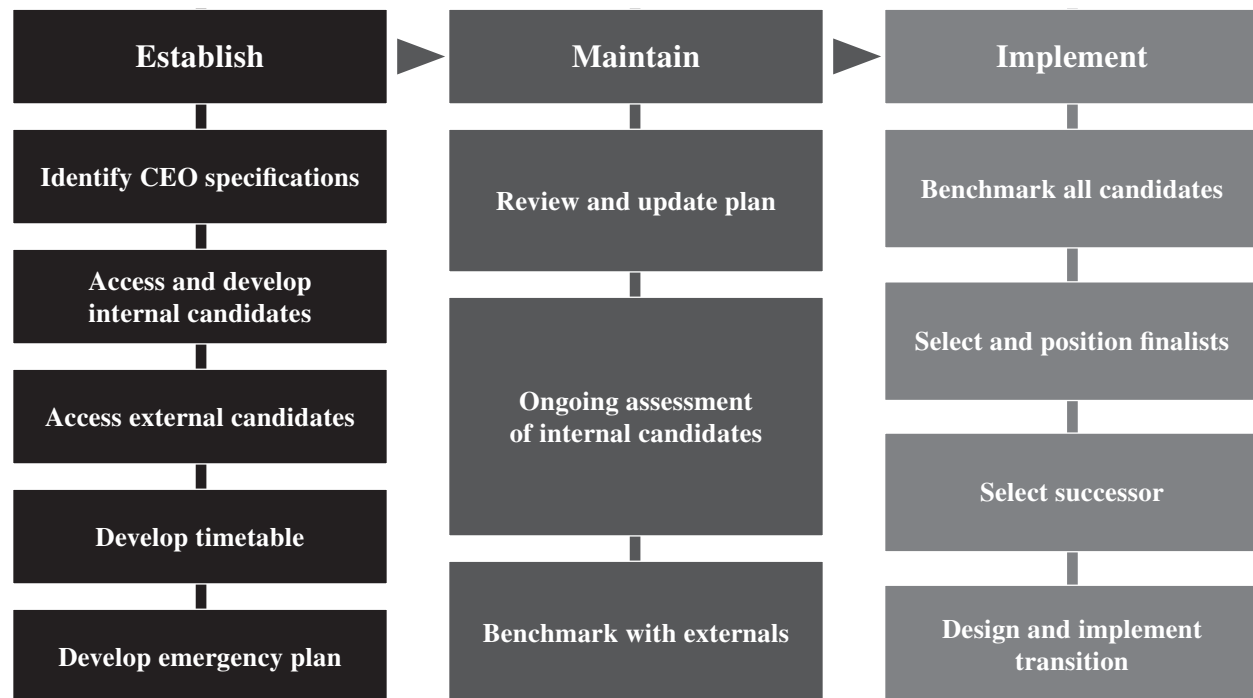 Establish
Identify CEO specifications
Access and develop
internal candidates
Access external candidates
Develop timetable
Develop emergency plan
Maintain
Review and update plan
Ongoing assessment
of internal candidates
Benchmark with externals
Implement
Benchmark all candidates
Select and position finalists
Select successor
Design and implement
transition